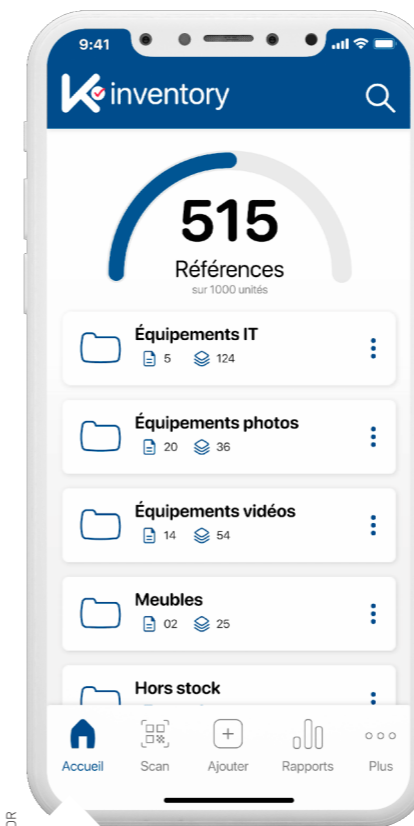 9:41
K inventory
515
Références
sur 1000 unités
Équipements IT
5 124
Équipements photos
20 36
Équipements vidéos
14 54
Meubles
02 25
Hors stock
Accueil Scan Ajouter Rapports Plus
OR